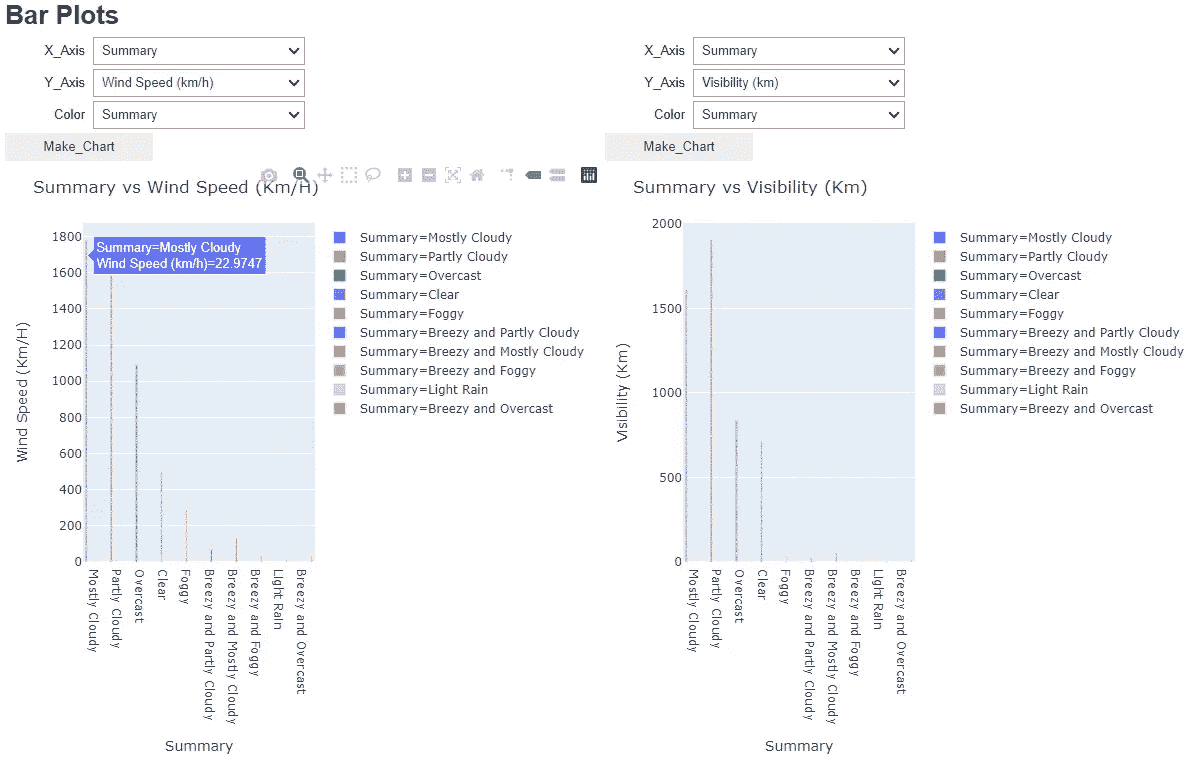 Bar Plots
X_Axis Summary
Y_Axis Wind Speed (km/h)
Color Summary
Make_Chart
Summary vs Wind Speed (Km/H)
Wind Speed (Km/H)
1800
1600
1400
1200
1000
800
600
400
200
0
Summary=Mostly Cloudy
Wind Speed (km/h)=22.9747
Mostly Cloudy
Partly Cloudy
Overcast
Clear
Foggy
Breezy and Partly Cloudy
Breezy and Mostly Cloudy
Breezy and Foggy
Light Rain
Breezy and Overcast
Summary
Summary=Mostly Cloudy
Summary=Partly Cloudy
Summary=Overcast
Summary=Clear
Summary=Foggy
Summary=Breezy and Partly Cloudy
Summary=Breezy and Mostly Cloudy
Summary=Breezy and Foggy
Summary=Light Rain
Summary=Breezy and Overcast
X_Axis Summary
Y_Axis Visibility (km)
Color Summary
Make_Chart
Summary vs Visibility (Km)
Visibility (Km)
2000
1500
1000
500
0
Mostly Cloudy
Partly Cloudy
Overcast
Clear
Foggy
Breezy and Partly Cloudy
Breezy and Mostly Cloudy
Breezy and Foggy
Light Rain
Breezy and Overcast
Summary
Summary=Mostly Cloudy
Summary=Partly Cloudy
Summary=Overcast
Summary=Clear
Summary=Foggy
Summary=Breezy and Partly Cloudy
Summary=Breezy and Mostly Cloudy
Summary=Breezy and Foggy
Summary=Light Rain
Summary=Breezy and Overcast